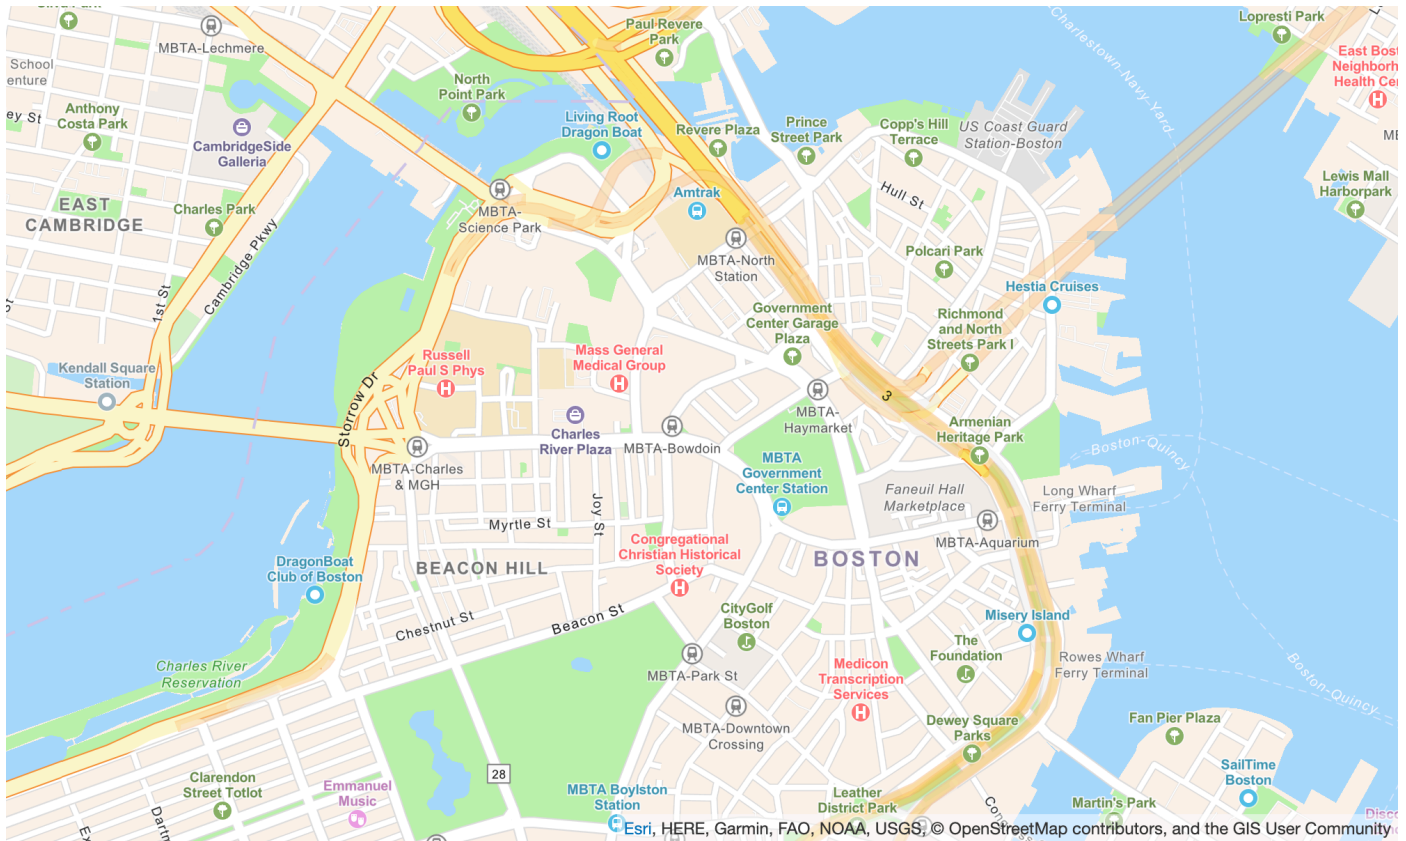 Paul Revere
Park
Lopresti Park
MBTA-Lechmere
Charlestown-Navy-Yard
School
enture
East Bost
Neighborh
Health Cen
North
Point Park
Anthony
Costa Park
ey St
Living Root
Dragon Boat
Revere Plaza
Prince
Street Park
Copp's Hill
Terrace
US Coast Guard
Station-Boston
CambridgeSide
Galleria
Lewis Mall
Harborpark
Hull St
Amtrak
EAST
CAMBRIDGE
Charles Park
MBTA-
Science Park
Cambridge Pkwy
1st St
MBTA-North
Station
Polcari Park
Hestia Cruises
Government
Center Garage
Plaza
Richmond
and North
Streets Park I
Russell
Paul S Phys
Mass General
Medical Group
Kendall Square
Station
Storrow Dr
3
MBTA-
Haymarket
Armenian
Heritage Park
Charles
River Plaza
MBTA-Bowdoin
MBTA-Charles
& MGH
Boston-Quincy
MBTA
Government
Center Station
Faneuil Hall
Marketplace
Long Wharf
Ferry Terminal
Joy St
Myrtle St
MBTA-Aquarium
BOSTON
Congregational
Christian Historical
Society
DragonBoat
Club of Boston
BEACON HILL
Beacon St
Chestnut St
CityGolf
Boston
Misery Island
The
Foundation
Rowes Wharf
Ferry Terminal
Charles River
Reservation
MBTA-Park St
Medicon
Transcription
Services
Boston-Quincy
MBTA-Downtown
Crossing
Dewey Square
Parks
Fan Pier Plaza
SailTime
Boston
28
Clarendon
Street Totlot
Emmanuel
Music
MBTA Boylston
Station
Leather
District Park
Martin's Park
Esri, HERE, Garmin, FAO, NOAA, USGS, © OpenStreetMap contributors, and the GIS User Community